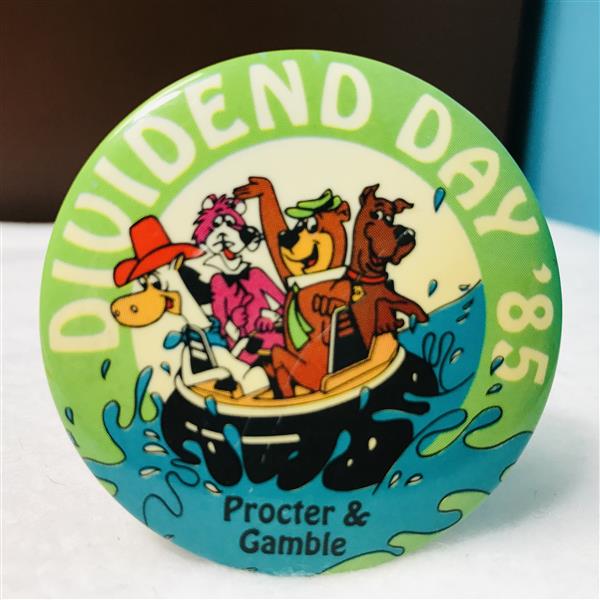 DIVIDEND DAY '85
Procter &
Gamble